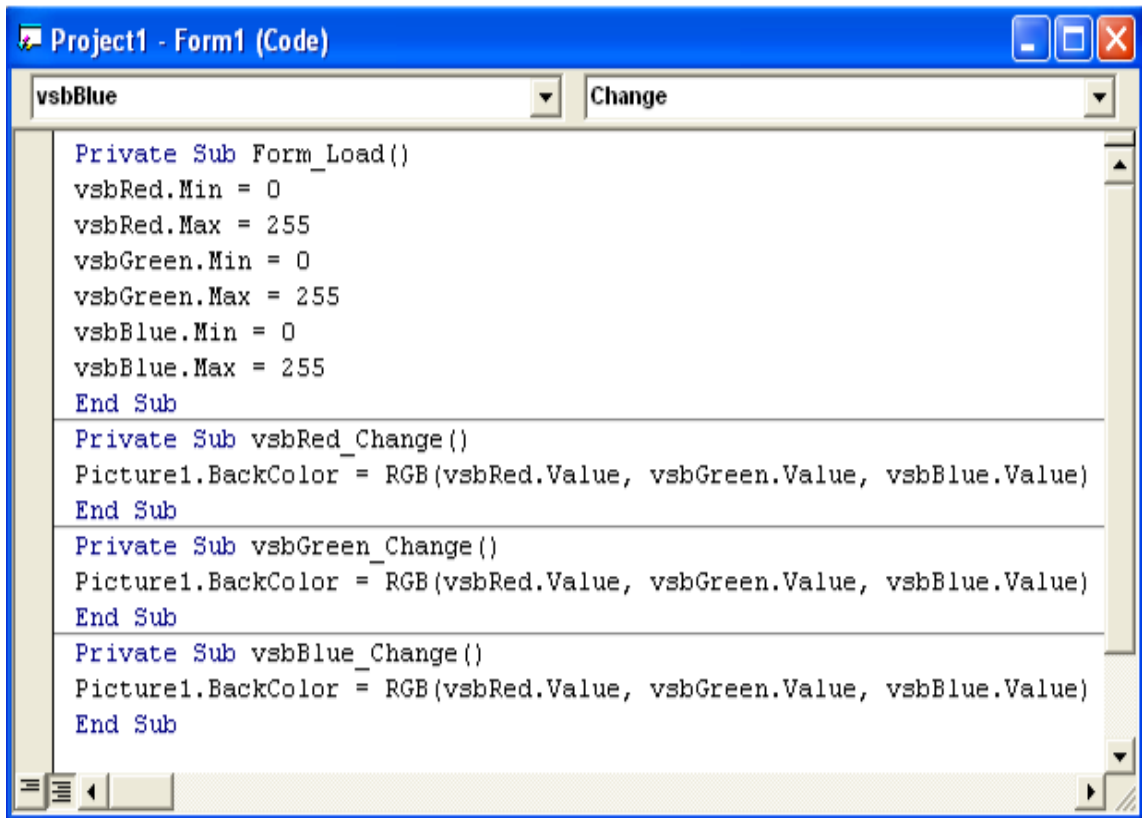 Project1 - Form1 (Code)
vsbBlue Change
Private Sub Form_Load()
vsbRed.Min = 0
vsbRed.Max = 255
vsbGreen.Min = 0
vsbGreen.Max = 255
vsbBlue.Min = 0
vsbBlue.Max = 255
End Sub
Private Sub vsbRed_Change()
Picture1.BackColor = RGB(vsbRed.Value, vsbGreen.Value, vsbBlue.Value)
End Sub
Private Sub vsbGreen_Change()
Picture1.BackColor = RGB(vsbRed.Value, vsbGreen.Value, vsbBlue.Value)
End Sub
Private Sub vsbBlue_Change()
Picture1.BackColor = RGB(vsbRed.Value, vsbGreen.Value, vsbBlue.Value)
End Sub